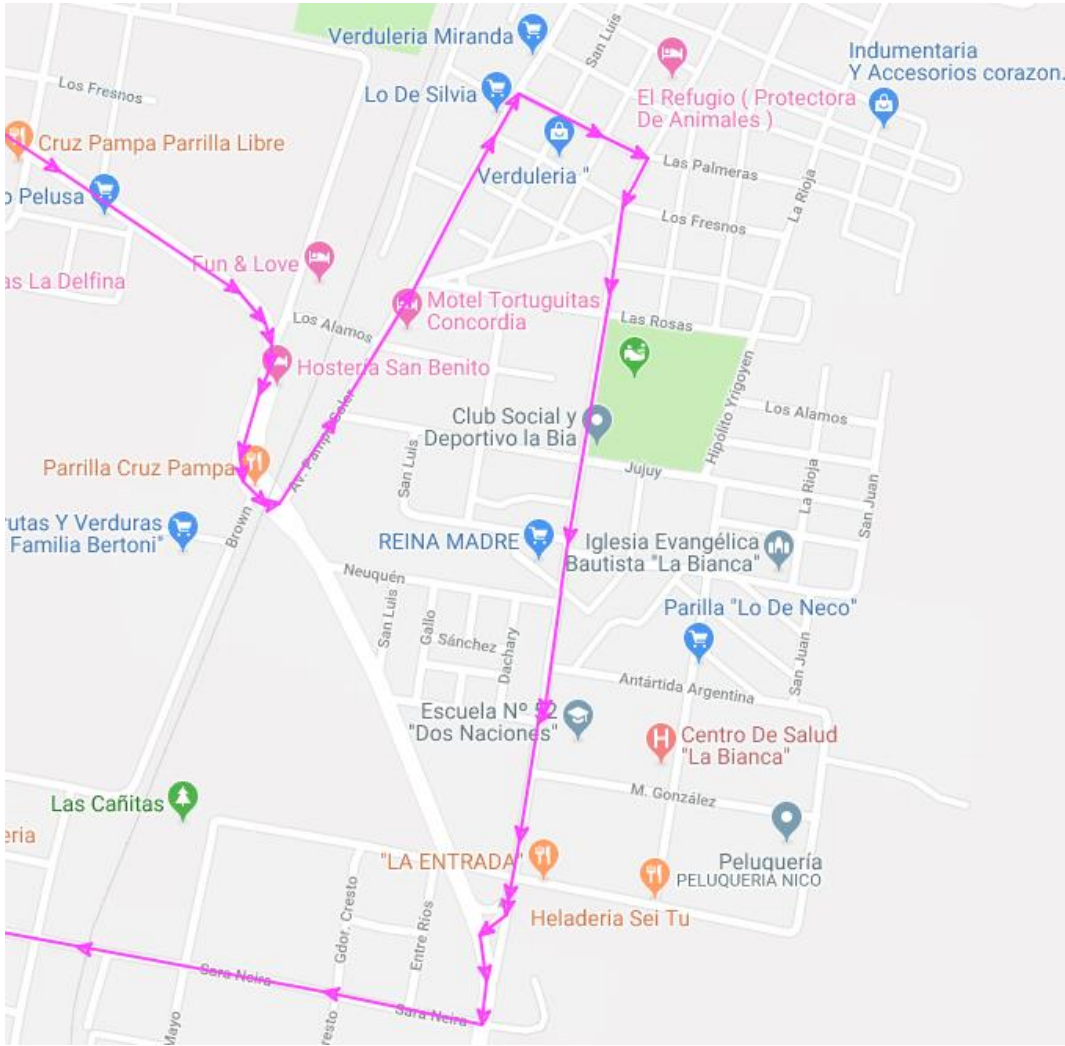 Verduleria Miranda
San Luis
Indumentaria
Y Accesorios corazon.
Los Fresnos
Lo De Silvia
El Refugio ( Protectora
De Animales )
Cruz Pampa Parrilla Libre
Verduleria "
Las Palmeras
La Rioja
o Pelusa
Los Fresnos
Fun & Love
as La Delfina
Motel Tortuguitas
Concordia
Los Alamos
Las Rosas
Hostería San Benito
Hipólito Yrigoyen
Av. Pampa Soler
Club Social y
Deportivo la Bia
Los Alamos
San Luis
Parrilla Cruz Pampa
Jujuy
La Rioja
San Juan
rutas Y Verduras
Familia Bertoni"
Brown
REINA MADRE
Iglesia Evangélica
Bautista "La Bianca"
Neuquén
San Luis
Gallo
Sánchez
Dachary
Parilla "Lo De Neco"
San Juan
Antártida Argentina
Escuela Nº 52
"Dos Naciones"
Centro De Salud
"La Bianca"
Las Cañitas
M. González
eria
"LA ENTRADA"
Peluquería
PELUQUERIA NICO
Gdor. Cresto
Entre Ríos
Heladeria Sei Tu
Sara Neira
Sara Neira
Mayo
resto